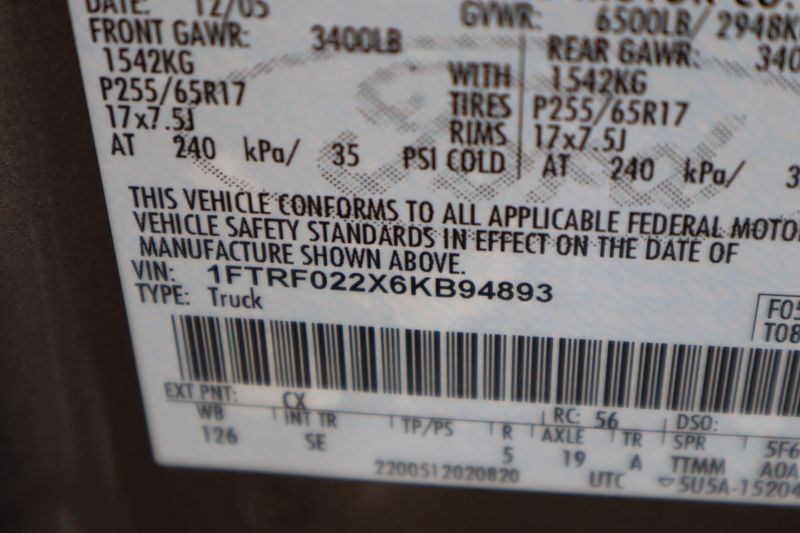 DATE: 12/05 GVWR: 6500LB/ 2948K
FRONT GAWR: 3400LB REAR GAWR: 340
1542KG WITH 1542KG
P255/65R17 TIRES P255/65R17
17x7.5J RIMS 17x7.5J
AT 240 kPa/ 35 PSI COLD AT 240 kPa/ 3
THIS VEHICLE CONFORMS TO ALL APPLICABLE FEDERAL MOTO
VEHICLE SAFETY STANDARDS IN EFFECT ON THE DATE OF
MANUFACTURE SHOWN ABOVE.
VIN: 1FTRF022X6KB94893
TYPE: Truck
F05
T08
EXT PNT: CX RC: 56 DSO:
WB INT TR TP/PS R AXLE TR SPR 5F6
126 SE 5 19 A TTMM A0A
2200512020820 UTC ▽5U5A-15204